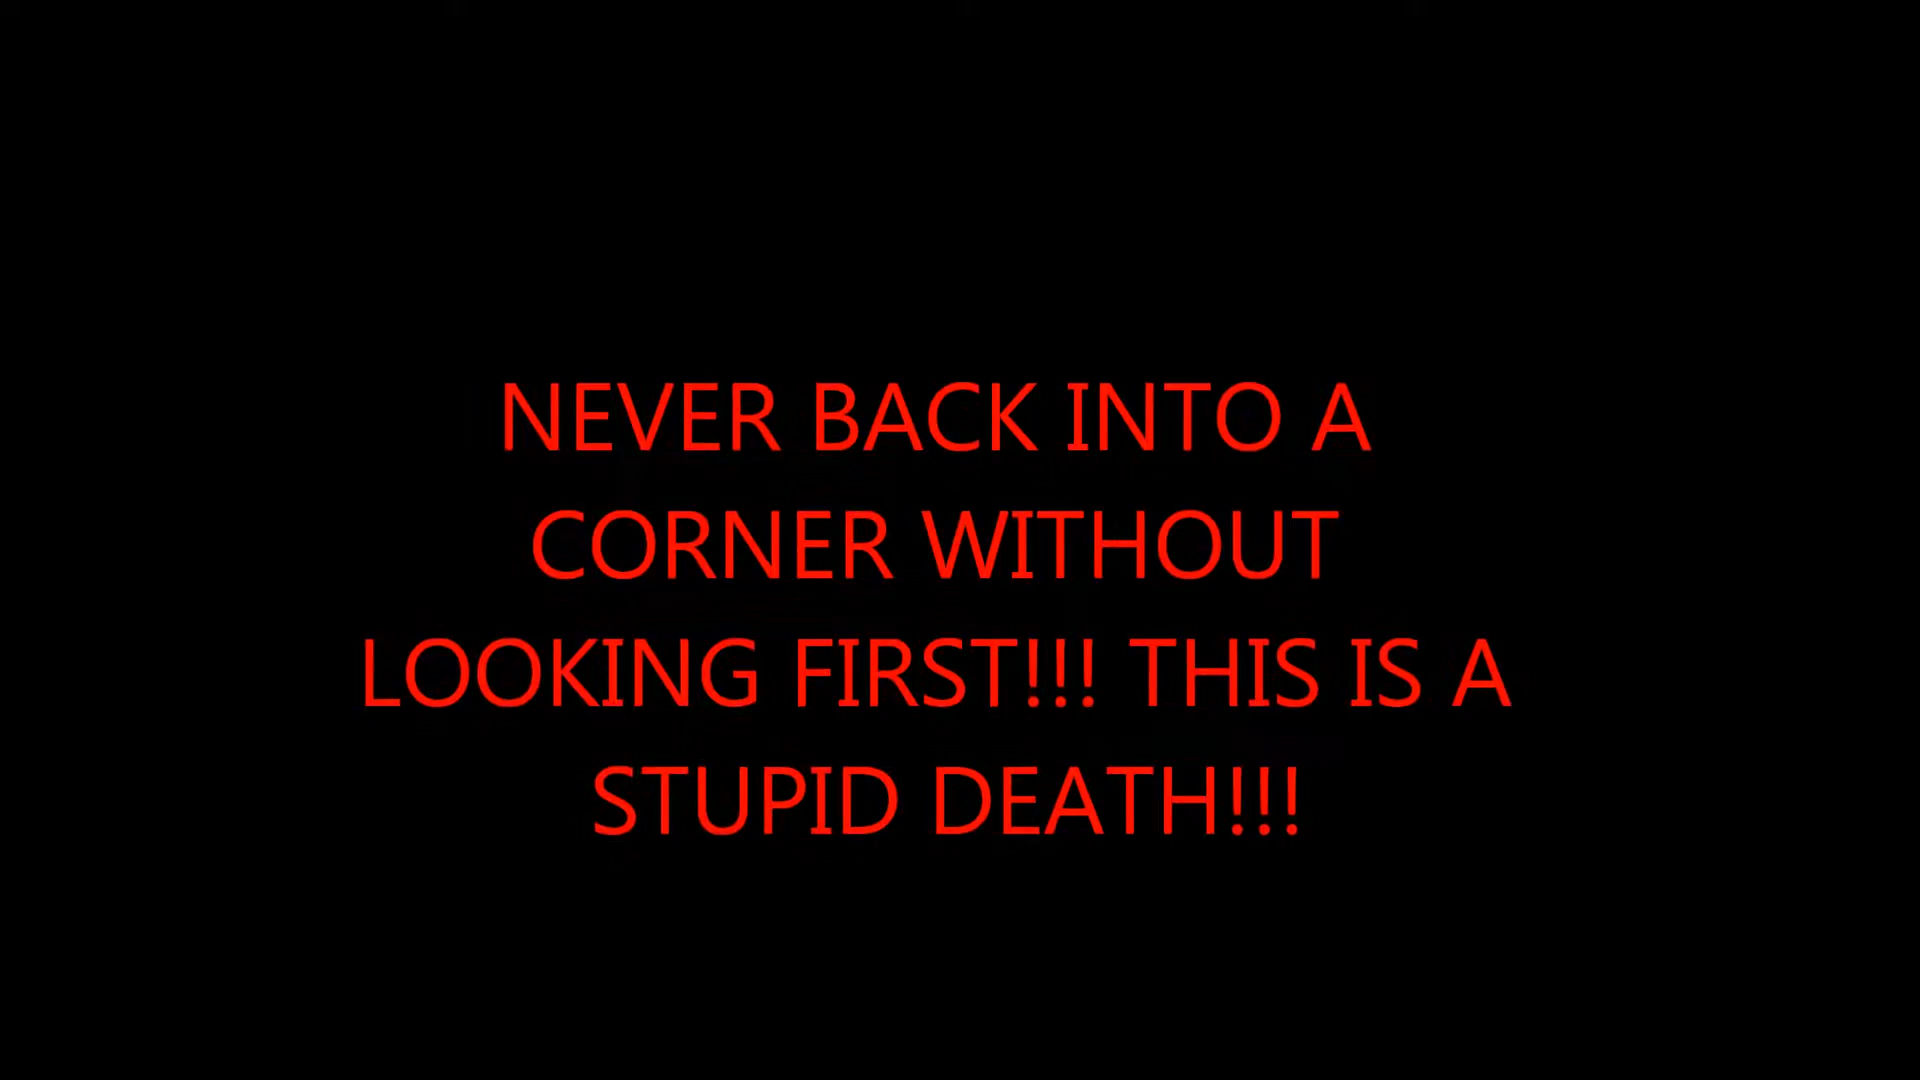 NEVER BACK INTO A
CORNER WITHOUT
LOOKING FIRST!!! THIS IS A
STUPID DEATH!!!